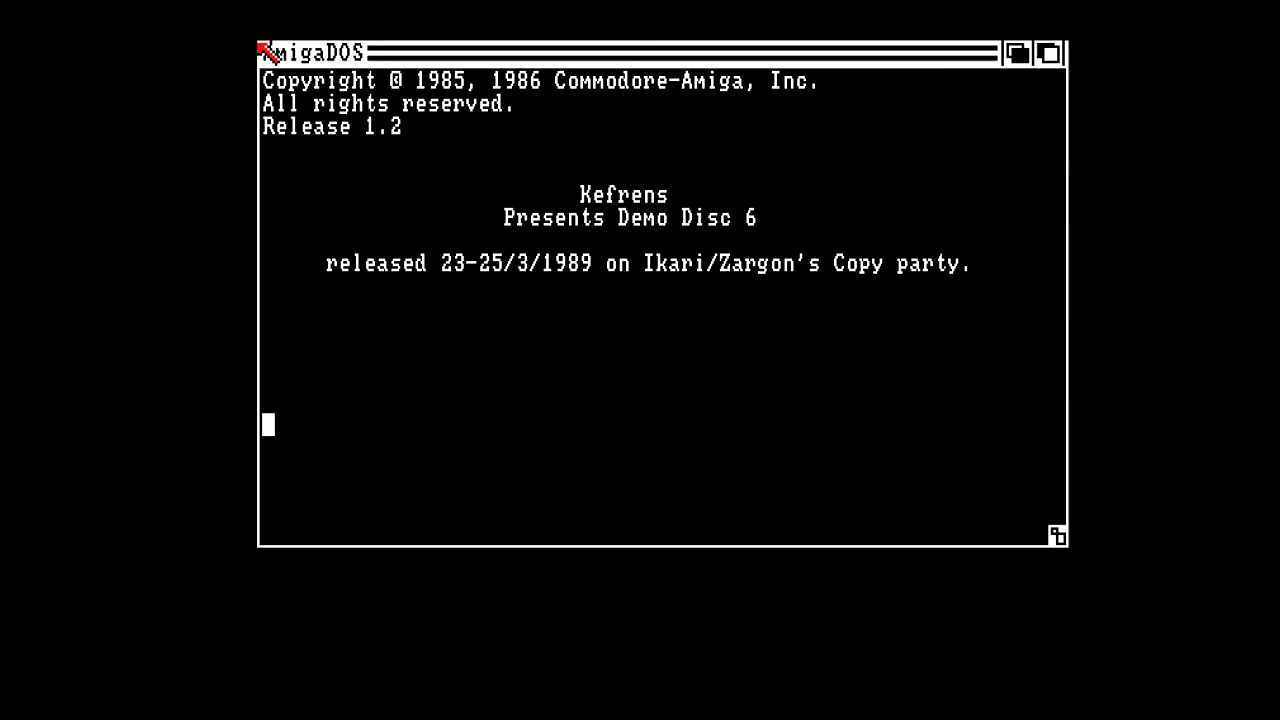 AmigaDOS
Copyright © 1985, 1986 Commodore-Amiga, Inc.
All rights reserved.
Release 1.2
Kefrens
Presents Demo Disc 6
released 23-25/3/1989 on Ikari/Zargon's Copy party.